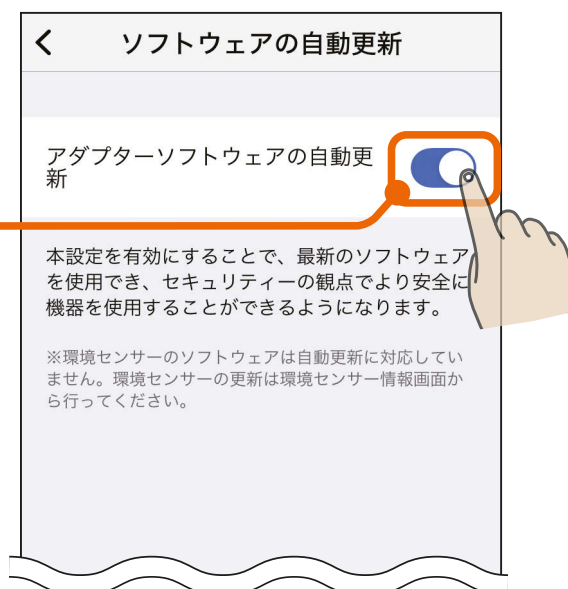 ソフトウェアの自動更新
アダプターソフトウェアの自動更
新
本設定を有効にすることで、最新のソフトウェア
を使用でき、セキュリティーの観点でより安全に
機器を使用することができるようになります。
※環境センサーのソフトウェアは自動更新に対応してい
ません。環境センサーの更新は環境センサー情報画面か
ら行ってください。